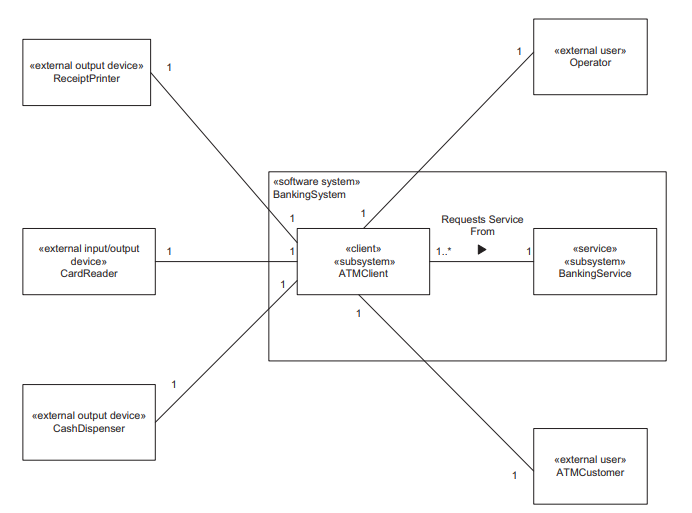 «external output device»
ReceiptPrinter
1
1
«external user»
Operator
«software system»
BankingSystem
1
1
Requests Service
From
«external input/output
device»
CardReader
1
1
«client»
«subsystem»
ATMClient
1..*
1
«service»
«subsystem»
BankingService
1
1
1
«external output device»
CashDispenser
«external user»
ATMCustomer
1